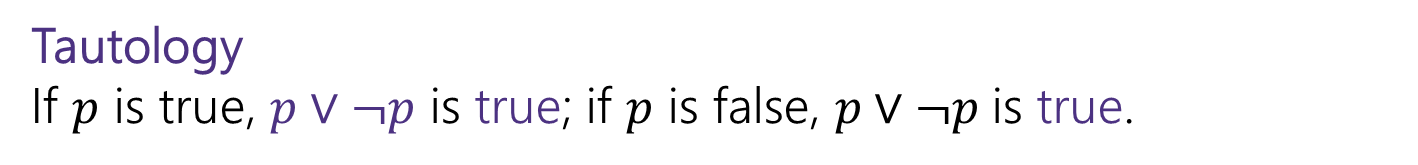 Tautology
If 𝑝 is true, 𝑝 ∨ ¬𝑝 is true; if 𝑝 is false, 𝑝 ∨ ¬𝑝 is true.